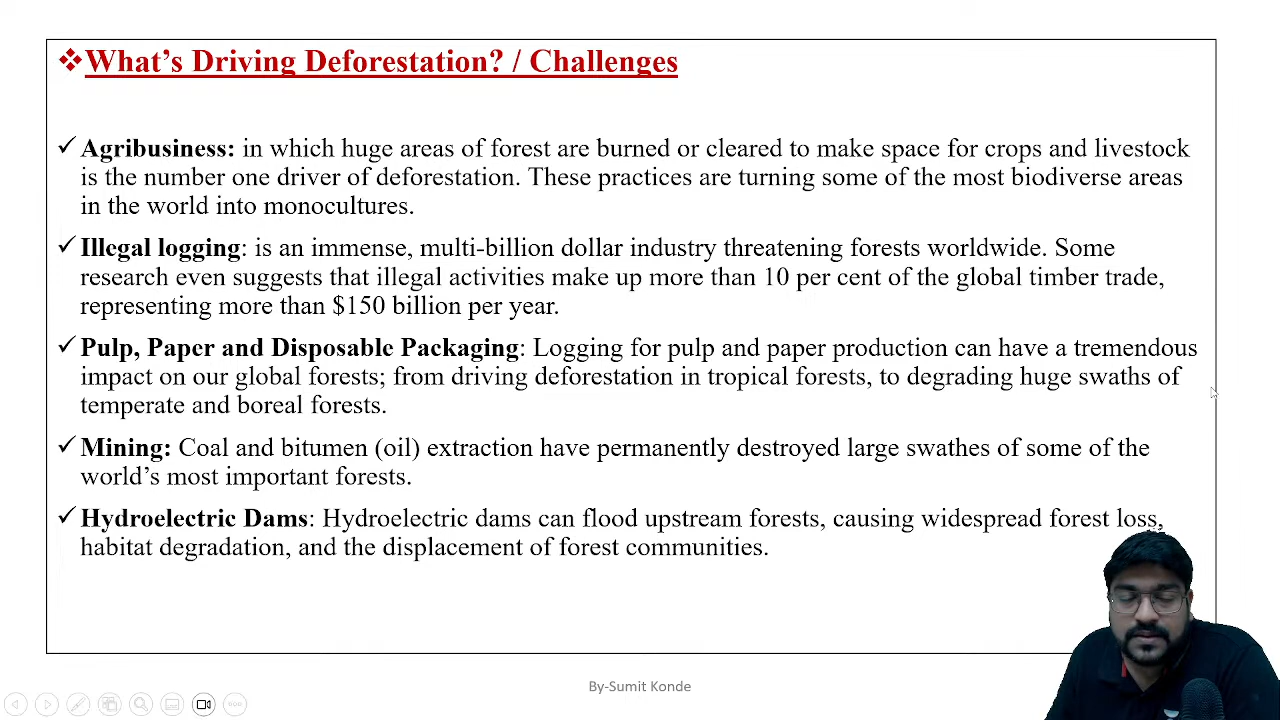 What's Driving Deforestation? / Challenges
Agribusiness: in which huge areas of forest are burned or cleared to make space for crops and livestock
is the number one driver of deforestation. These practices are turning some of the most biodiverse areas
in the world into monocultures.
Illegal logging: is an immense, multi-billion dollar industry threatening forests worldwide. Some
research even suggests that illegal activities make up more than 10 per cent of the global timber trade,
representing more than $150 billion per year.
Pulp, Paper and Disposable Packaging: Logging for pulp and paper production can have a tremendous
impact on our global forests; from driving deforestation in tropical forests, to degrading huge swaths of
temperate and boreal forests.
Mining: Coal and bitumen (oil) extraction have permanently destroyed large swathes of some of the
world's most important forests.
Hydroelectric Dams: Hydroelectric dams can flood upstream forests, causing widespread forest loss,
habitat degradation, and the displacement of forest communities.
By-Sumit Konde